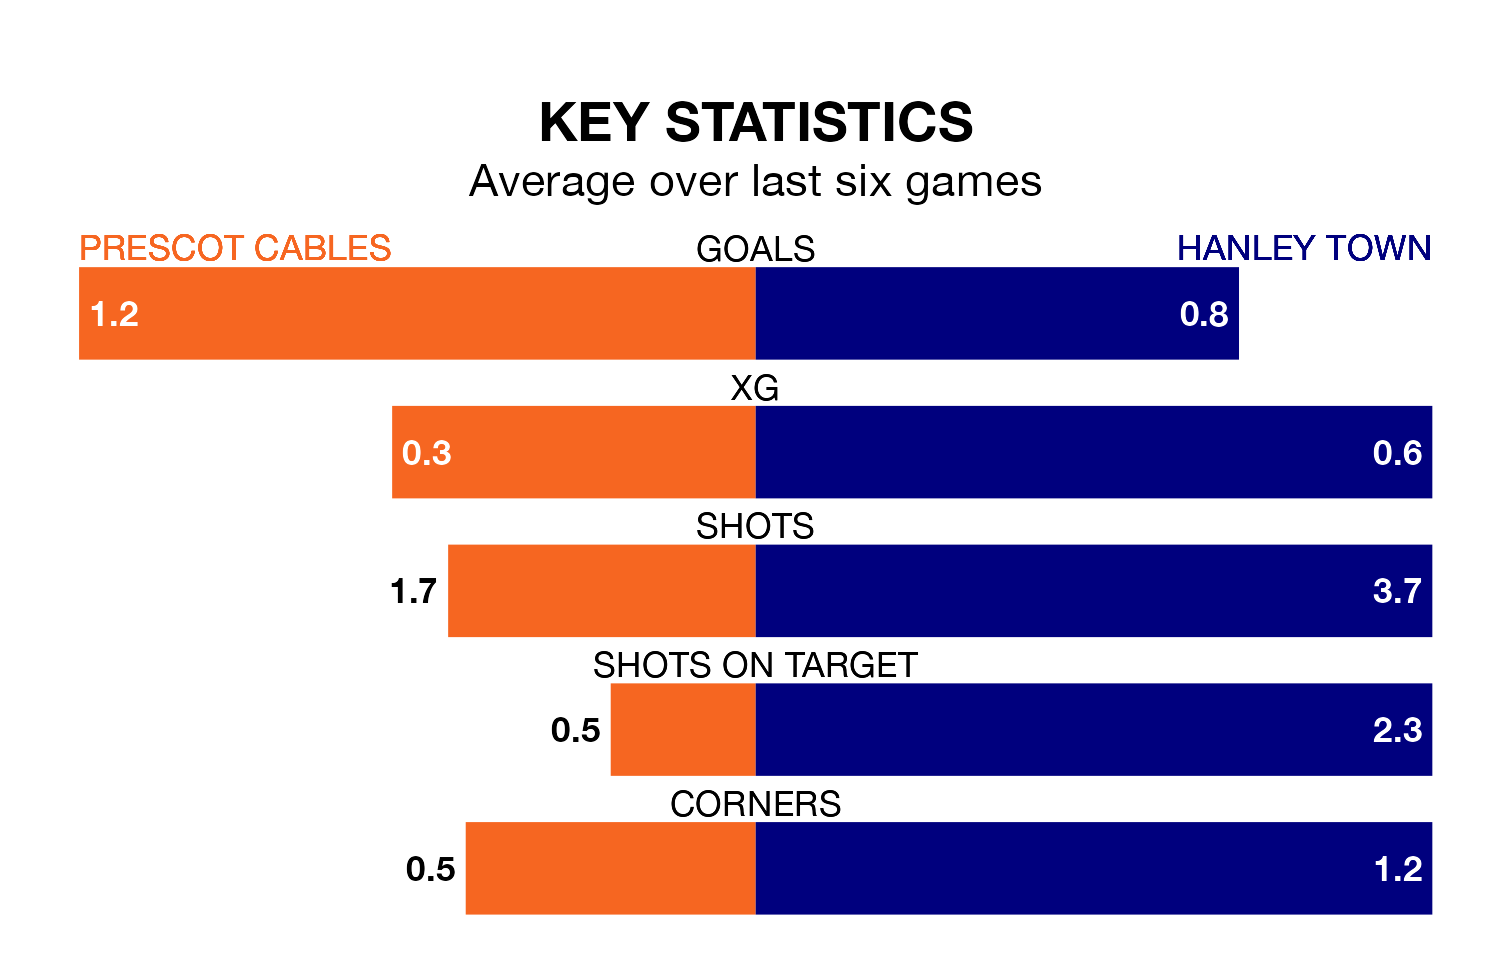 KEY STATISTICS
Average over last six games
PRESCOT CABLES GOALS HANLEY TOWN
1.2 0.8
XG
0.3 0.6
SHOTS
1.7 3.7
SHOTS ON TARGET
0.5 2.3
CORNERS
0.5 1.2